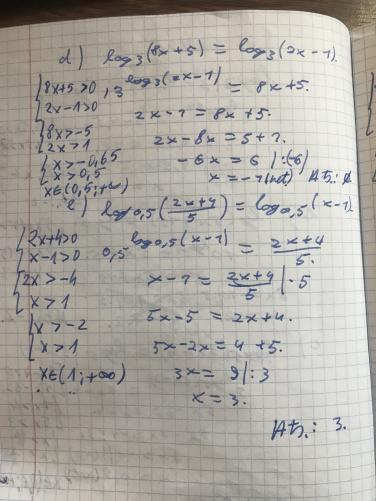 d) log₃(8x+5) = log₃(2x-1).
{8x+5>0, 3^log₃(2x-1) = 8x+5.
2x-1>0 2x-1 = 8x+5.
{8x>-5 2x-8x=5+1.
2x>1 -6x = 6 |:(-6)
{x>-0,65 x=-1(not)
x>0,5 Ats.:
x∈(0,5;+∞)
e) log₀,₅((2x+4)/5) = log₀,₅(x-1)
{2x+4>0 0,5^log₀,₅(x-1) = (2x+4)/5.
x-1>0
{2x>-4 x-1 = (2x+4)/5 |·5
x>1 5x-5 = 2x+4.
{x>-2
x>1 5x-2x=4+5.
x∈(1;+∞) 3x = 9|:3
x=3.
Ats.: 3.